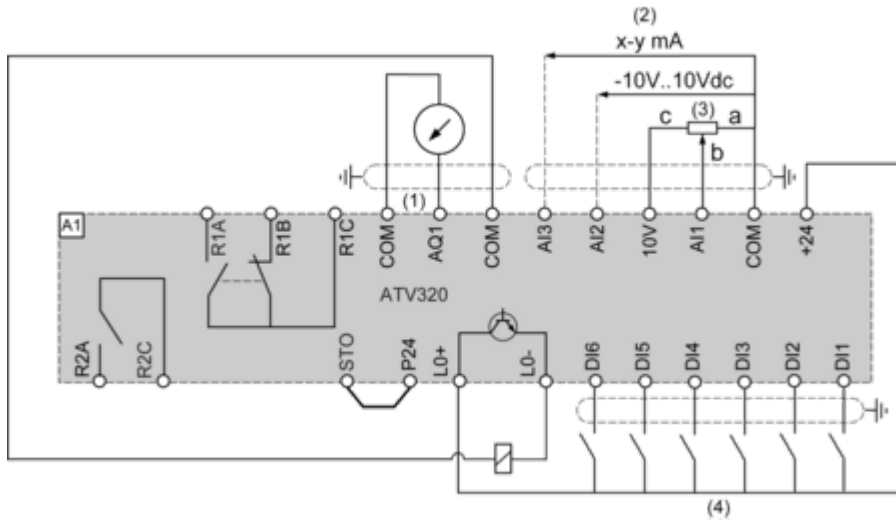 (2)
x-y mA
-10V..10Vdc
c (3) a
b
(1)
A1
R1A R1B R1C COM AQ1 COM AI3 AI2 10V AI1 COM +24
ATV320
R2A R2C STO P24 L0+ L0- DI6 DI5 DI4 DI3 DI2 DI1
(4)